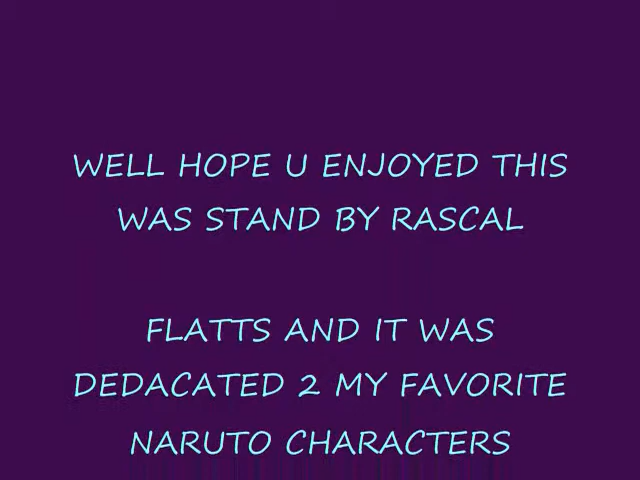 WELL HOPE U ENJOYED THIS
WAS STAND BY RASCAL
FLATTS AND IT WAS
DEDACATED 2 MY FAVORITE
NARUTO CHARACTERS